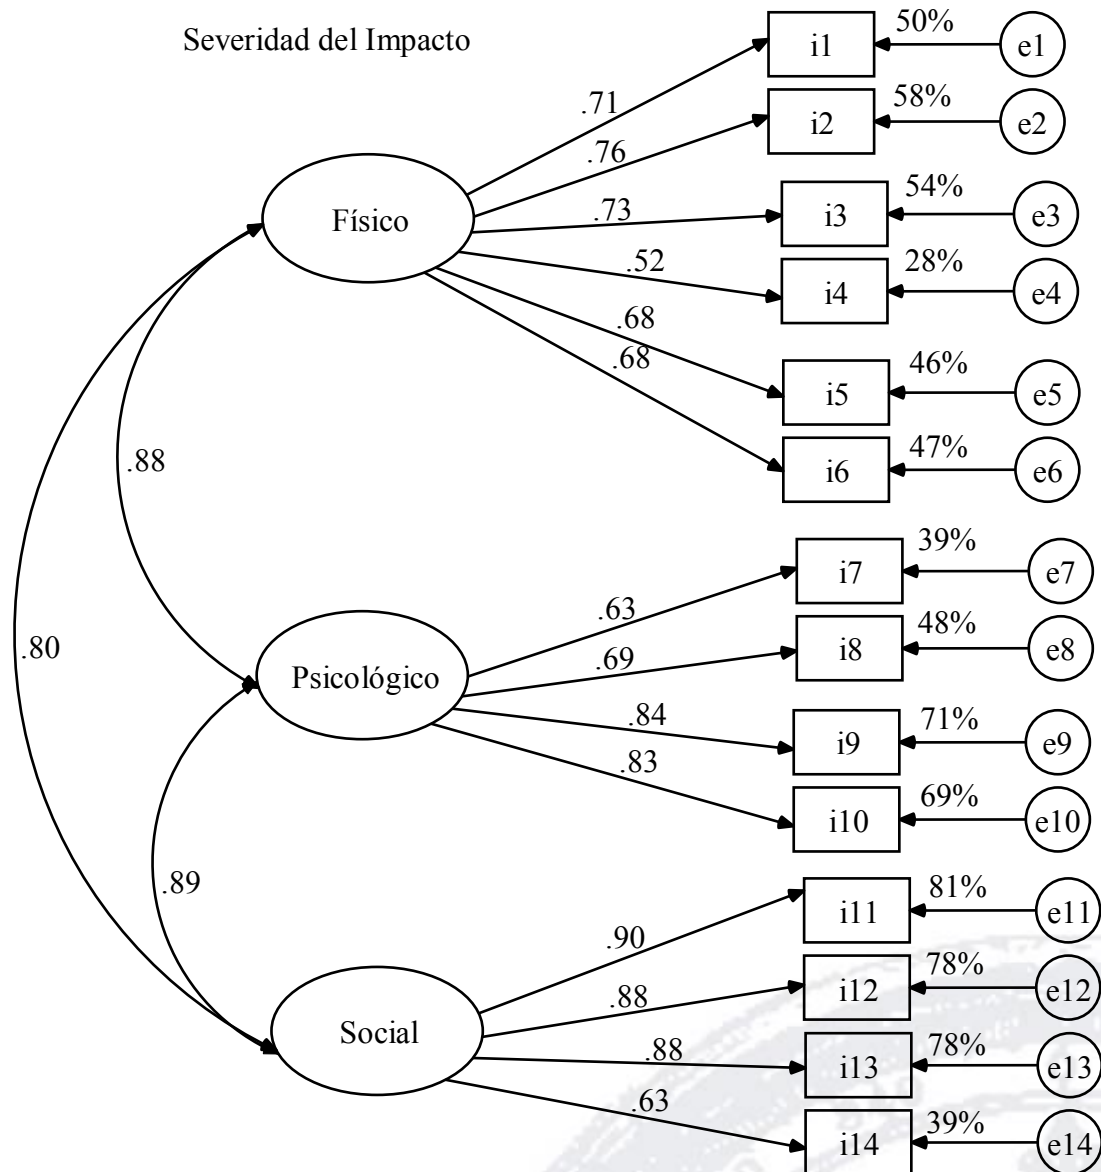 Severidad del Impacto
50%
i1
e1
.71
58%
i2
e2
.76
Físico
54%
i3
e3
.73
28%
i4
e4
.52
.68
46%
i5
e5
.68
47%
i6
e6
.88
.80
39%
i7
e7
.63
Psicológico
48%
i8
e8
.69
71%
i9
e9
.84
69%
i10
e10
.83
.89
81%
i11
e11
.90
Social
78%
i12
e12
.88
78%
i13
e13
.88
39%
i14
e14
.63